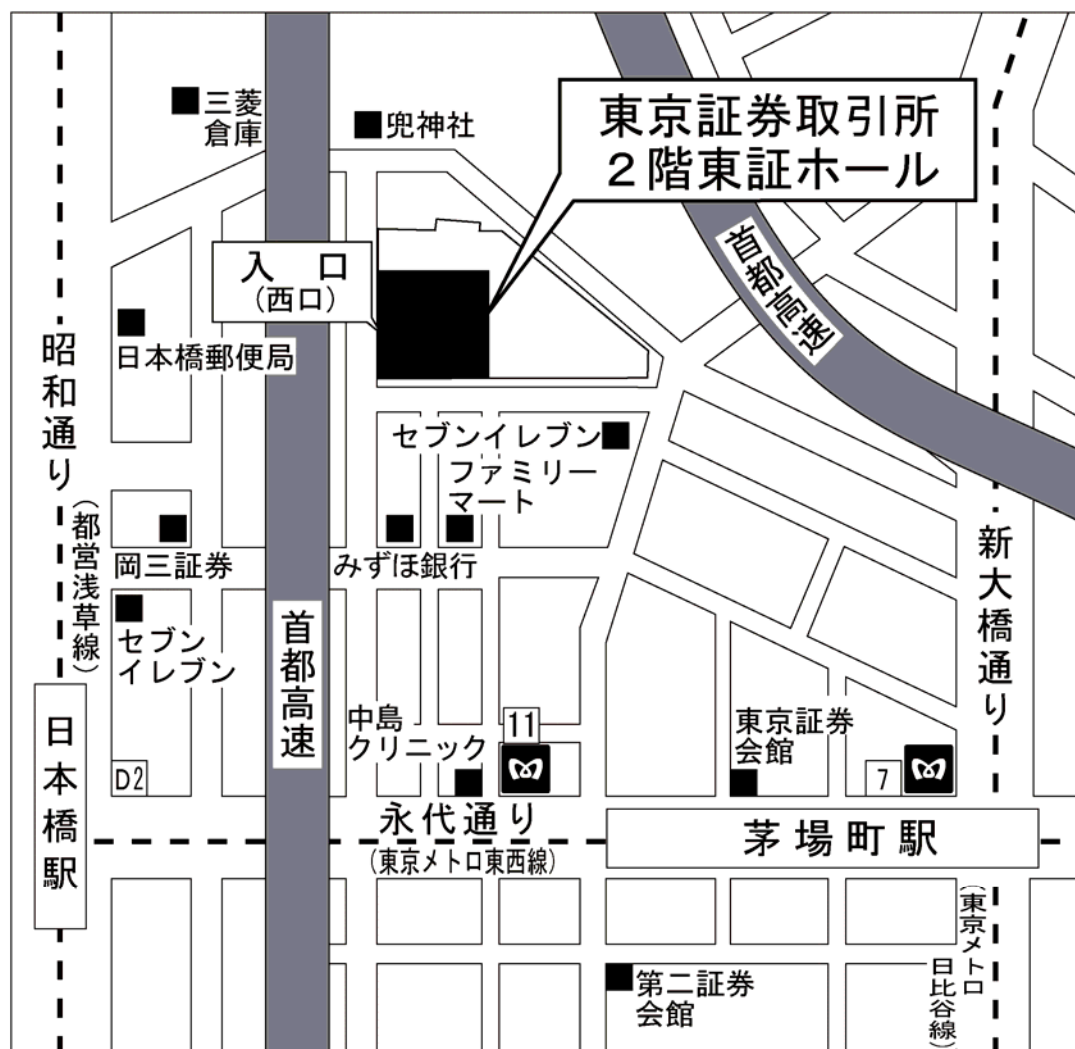 三菱
倉庫
兜神社
東京証券取引所
２階東証ホール
入　口
（西口）
首都高速
日本橋郵便局
昭和通り
（都営浅草線）
セブンイレブン
ファミリー
マート
岡三証券
みずほ銀行
新大橋通り
セブン
イレブン
首都高速
日本橋駅
D2
中島
クリニック
11
東京証券
会館
7
永代通り
（東京メトロ東西線）
茅場町駅
（東京メトロ
日比谷線）
第二証券
会館